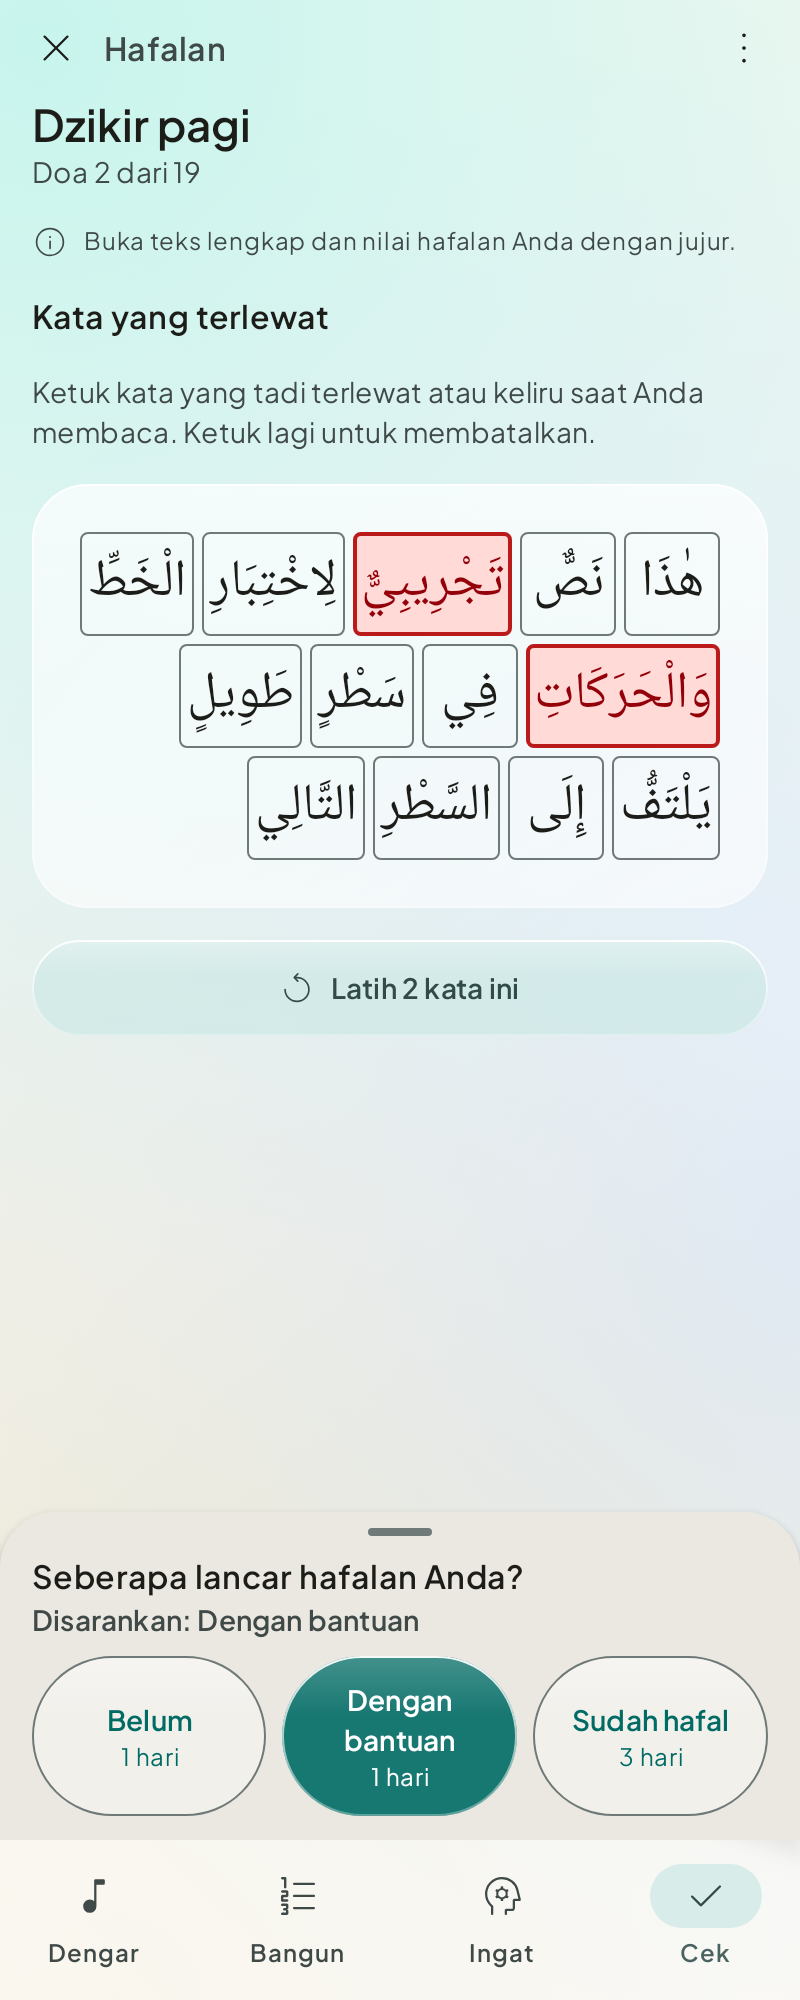 Hafalan
Dzikir pagi
Doa 2 dari 19
Buka teks lengkap dan nilai hafalan Anda dengan jujur.
Kata yang terlewat
Ketuk kata yang tadi terlewat atau keliru saat Anda
membaca. Ketuk lagi untuk membatalkan.
هٰذَا نَصٌّ تَجْرِيبِيٌّ لِاخْتِبَارِ الْخَطِّ
وَالْحَرَكَاتِ فِي سَطْرٍ طَوِيلٍ
يَلْتَفُّ إِلَى السَّطْرِ التَّالِي
Latih 2 kata ini
Seberapa lancar hafalan Anda?
Disarankan: Dengan bantuan
Belum
1 hari
Dengan
bantuan
1 hari
Sudah hafal
3 hari
Dengar
Bangun
Ingat
Cek